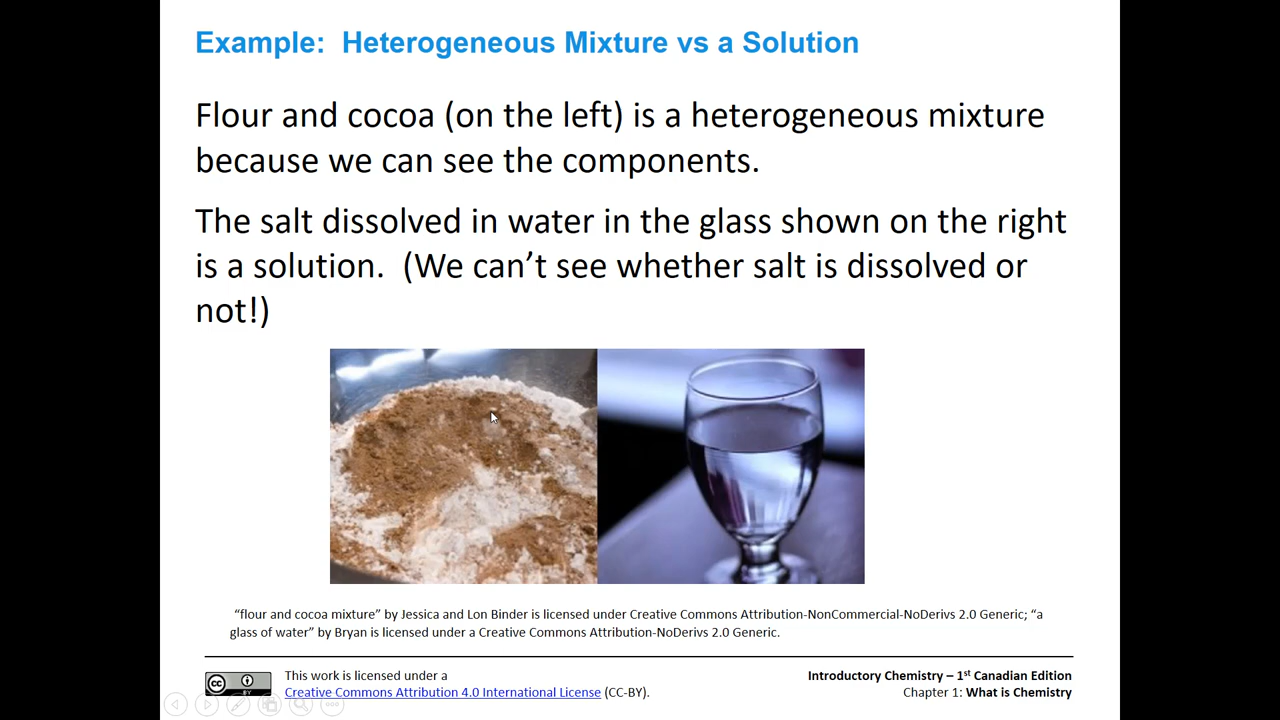 Example:  Heterogeneous Mixture vs a Solution
Flour and cocoa (on the left) is a heterogeneous mixture
because we can see the components.
The salt dissolved in water in the glass shown on the right
is a solution.  (We can’t see whether salt is dissolved or
not!)
“flour and cocoa mixture” by Jessica and Lon Binder is licensed under Creative Commons Attribution-NonCommercial-NoDerivs 2.0 Generic; “a
glass of water” by Bryan is licensed under a Creative Commons Attribution-NoDerivs 2.0 Generic.
cc
BY
This work is licensed under a
Creative Commons Attribution 4.0 International License (CC-BY).
Introductory Chemistry – 1st Canadian Edition
Chapter 1: What is Chemistry